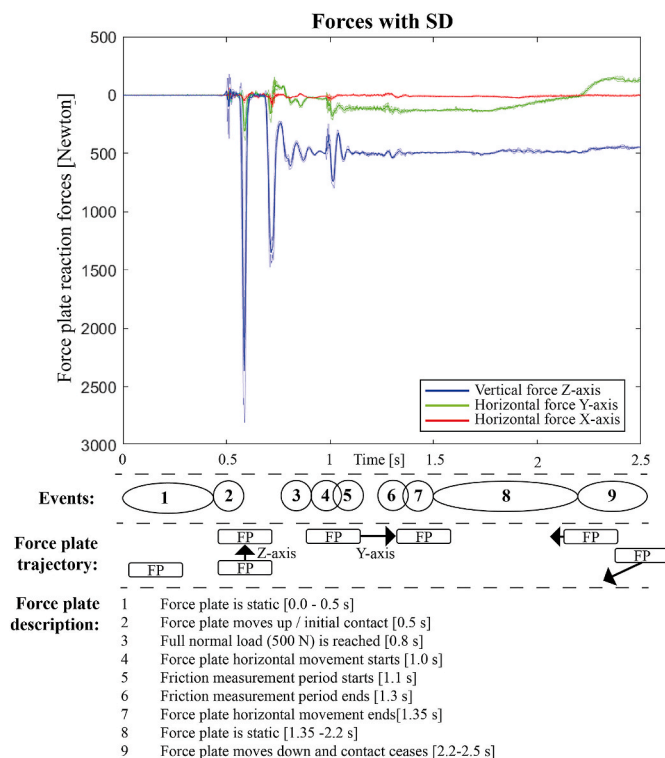 Forces with SD
500
0
500
1000
1500
2000
2500
3000
Force plate reaction forces [Newton]
Vertical force Z-axis
Horizontal force Y-axis
Horizontal force X-axis
0 0.5 1 Time [s] 1.5 2 2.5
Events: 1 2 3 4 5 6 7 8 9
Force plate trajectory:
FP FP FP FP FP
Z-axis Y-axis
FP FP FP
Force plate description:
1 Force plate is static [0.0 - 0.5 s]
2 Force plate moves up / initial contact [0.5 s]
3 Full normal load (500 N) is reached [0.8 s]
4 Force plate horizontal movement starts [1.0 s]
5 Friction measurement period starts [1.1 s]
6 Friction measurement period ends [1.3 s]
7 Force plate horizontal movement ends[1.35 s]
8 Force plate is static [1.35 -2.2 s]
9 Force plate moves down and contact ceases [2.2-2.5 s]